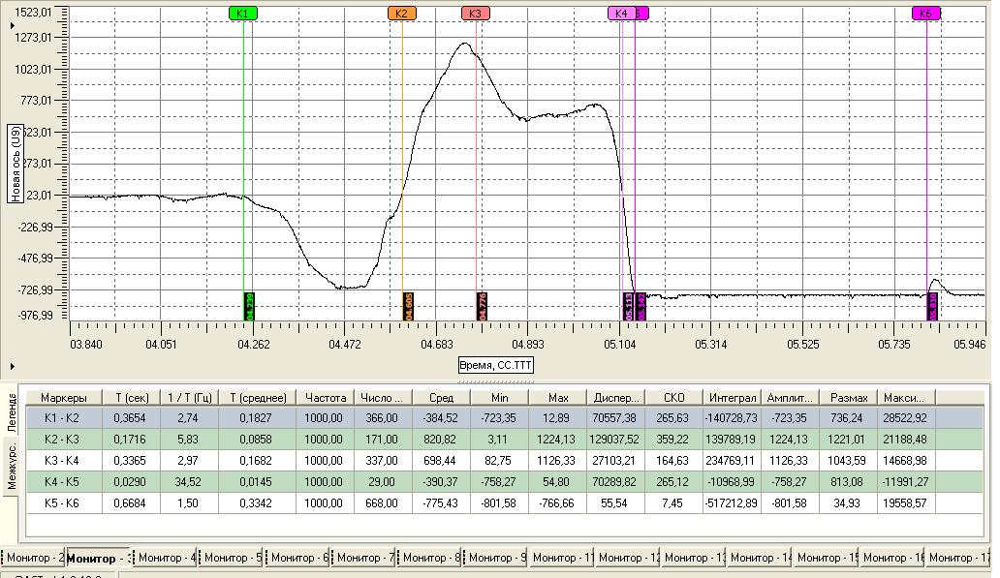 K1 K2 K3 K4 5 K6
1523,01
1273,01
1023,01
773,01
523,01
273,01
23,01
-226,99
-476,99
-726,99
-976,99
Новая ось (U9)
04.239 04.605 04.776 05.113 05.142 05.810
03.840 04.051 04.262 04.472 04.683 04.893 05.104 05.314 05.525 05.735 05.946
Время, СС.ТТТ
Легенда
Межкурс.
Маркеры T (сек) 1 / T (Гц) T (среднее) Частота Число ... Сред Min Max Диспер... СКО Интеграл Амплит... Размах Макси...
K1 - K2 0,3654 2,74 0,1827 1000,00 366,00 -384,52 -723,35 12,89 70557,38 265,63 -140728,73 -723,35 736,24 28522,92
K2 - K3 0,1716 5,83 0,0858 1000,00 171,00 820,82 3,11 1224,13 129037,52 359,22 139789,19 1224,13 1221,01 21188,48
K3 - K4 0,3365 2,97 0,1682 1000,00 337,00 698,44 82,75 1126,33 27103,21 164,63 234769,11 1126,33 1043,59 14668,98
K4 - K5 0,0290 34,52 0,0145 1000,00 29,00 -390,37 -758,27 54,80 70289,82 265,12 -10968,99 -758,27 813,08 -11991,27
K5 - K6 0,6684 1,50 0,3342 1000,00 668,00 -775,43 -801,58 -766,66 55,54 7,45 -517212,89 -801,58 34,93 19558,57
Монитор - 2 Монитор - 3 Монитор - 4 Монитор - 5 Монитор - 6 Монитор - 7 Монитор - 8 Монитор - 9 Монитор - 11 Монитор - 12 Монитор - 13 Монитор - 14 Монитор - 15 Монитор - 16 Монитор - 17